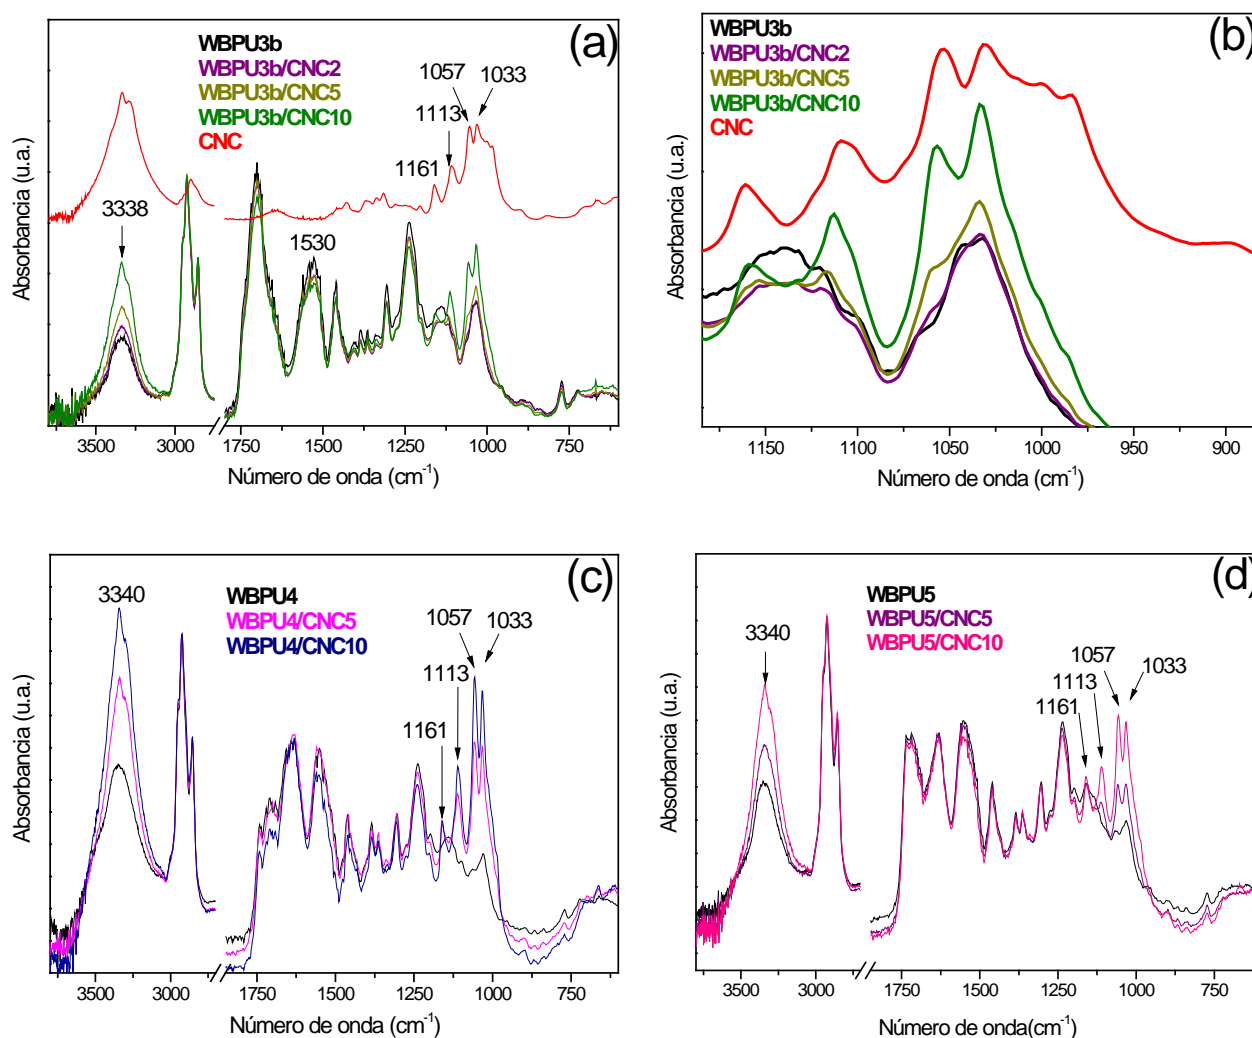 (a)
WBPU3b
WBPU3b/CNC2
WBPU3b/CNC5
WBPU3b/CNC10
CNC
1057
1033
1113
1161
3338
1530
Absorbancia (u.a.)
3500
3000
1750
1500
1250
1000
750
Número de onda (cm⁻¹)
(b)
WBPU3b
WBPU3b/CNC2
WBPU3b/CNC5
WBPU3b/CNC10
CNC
Absorbancia (u.a.)
1150
1100
1050
1000
950
900
Número de onda (cm⁻¹)
(c)
3340
WBPU4
WBPU4/CNC5
WBPU4/CNC10
1057
1033
1113
1161
Absorbancia (u.a.)
3500
3000
1750
1500
1250
1000
750
Número de onda (cm⁻¹)
(d)
3340
WBPU5
WBPU5/CNC5
WBPU5/CNC10
1057
1033
1113
1161
Absorbancia (u.a.)
3500
3000
1750
1500
1250
1000
750
Número de onda(cm⁻¹)